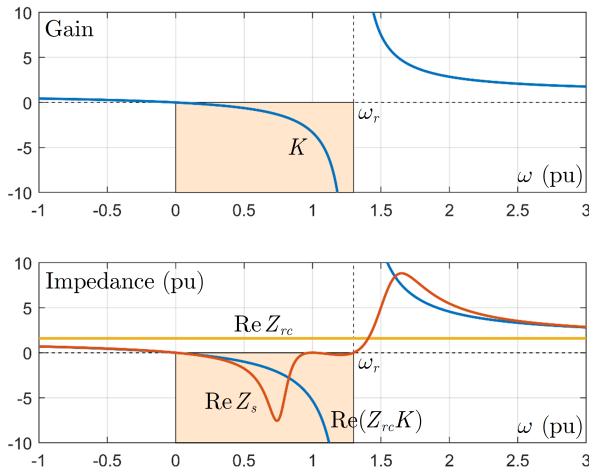 10
Gain
5
0
ω_r
K
-5
ω (pu)
-10
-1 -0.5 0 0.5 1 1.5 2 2.5 3
10
Impedance (pu)
5
Re Z_rc
0
ω_r
-5
Re Z_s
Re(Z_rc K)
ω (pu)
-10
-1 -0.5 0 0.5 1 1.5 2 2.5 3